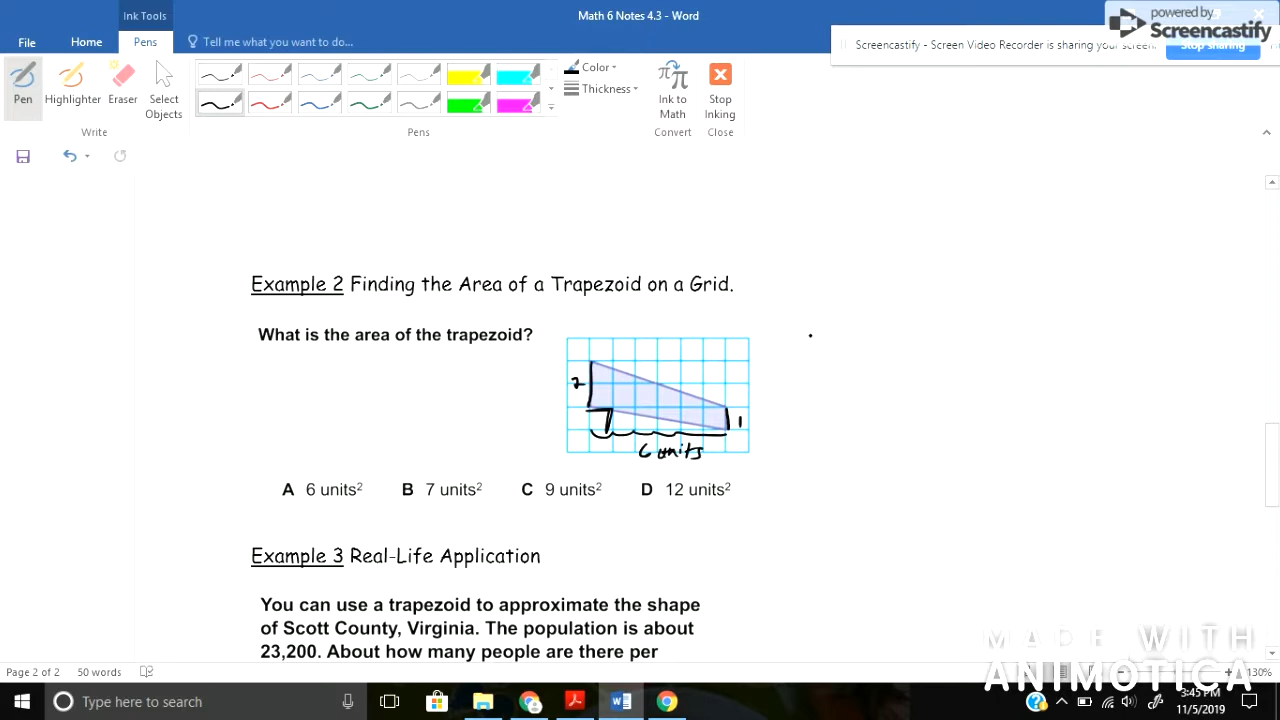 Ink Tools
Math 6 Notes 4.3 - Word
powered by
Screencastify
File
Home
Pens
Tell me what you want to do...
Screencastify - Screen Video Recorder is sharing your screen.
Stop sharing
Pen
Highlighter
Eraser
Select
Objects
Color
Thickness
Ink to
Math
Stop
Inking
Write
Pens
Convert
Close
Example 2 Finding the Area of a Trapezoid on a Grid.
What is the area of the trapezoid?
2
1
6 units
A 6 units² B 7 units² C 9 units² D 12 units²
Example 3 Real-Life Application
You can use a trapezoid to approximate the shape
of Scott County, Virginia. The population is about
23,200. About how many people are there per
MADE WITH
ANIMOTICA
Page 2 of 2 50 words
130%
Type here to search
3:45 PM
11/5/2019